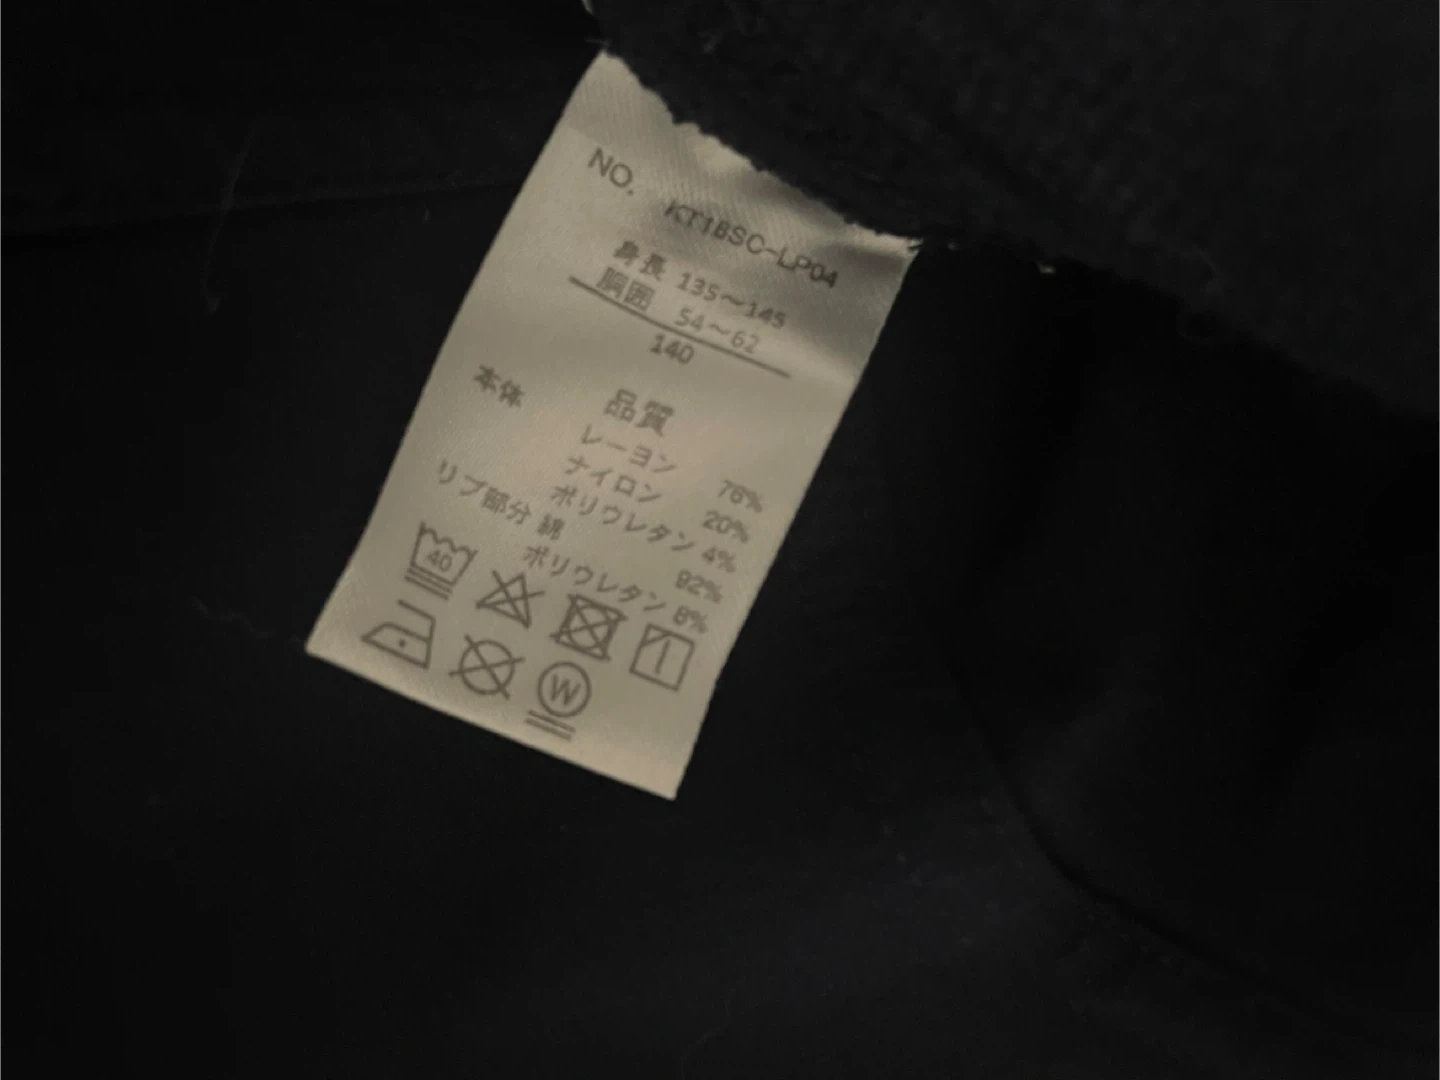 NO. KT18SC-LP04
身長 135〜145
胴囲 54〜62
140
品質
本体 レーヨン 76%
ナイロン 20%
ポリウレタン 4%
リブ部分 綿 92%
ポリウレタン 8%
40
W